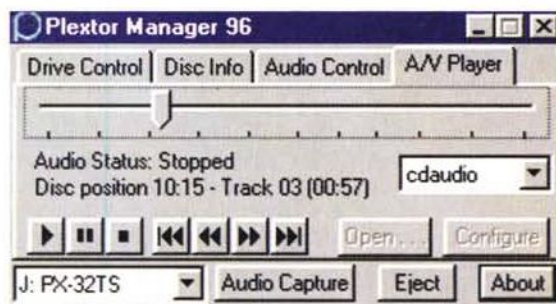 Plextor Manager 96
Drive Control Disc Info Audio Control A/V Player
Audio Status: Stopped
Disc position 10:15 - Track 03 (00:57)
cdaudio
Open... Configure
J: PX-32TS Audio Capture Eject About